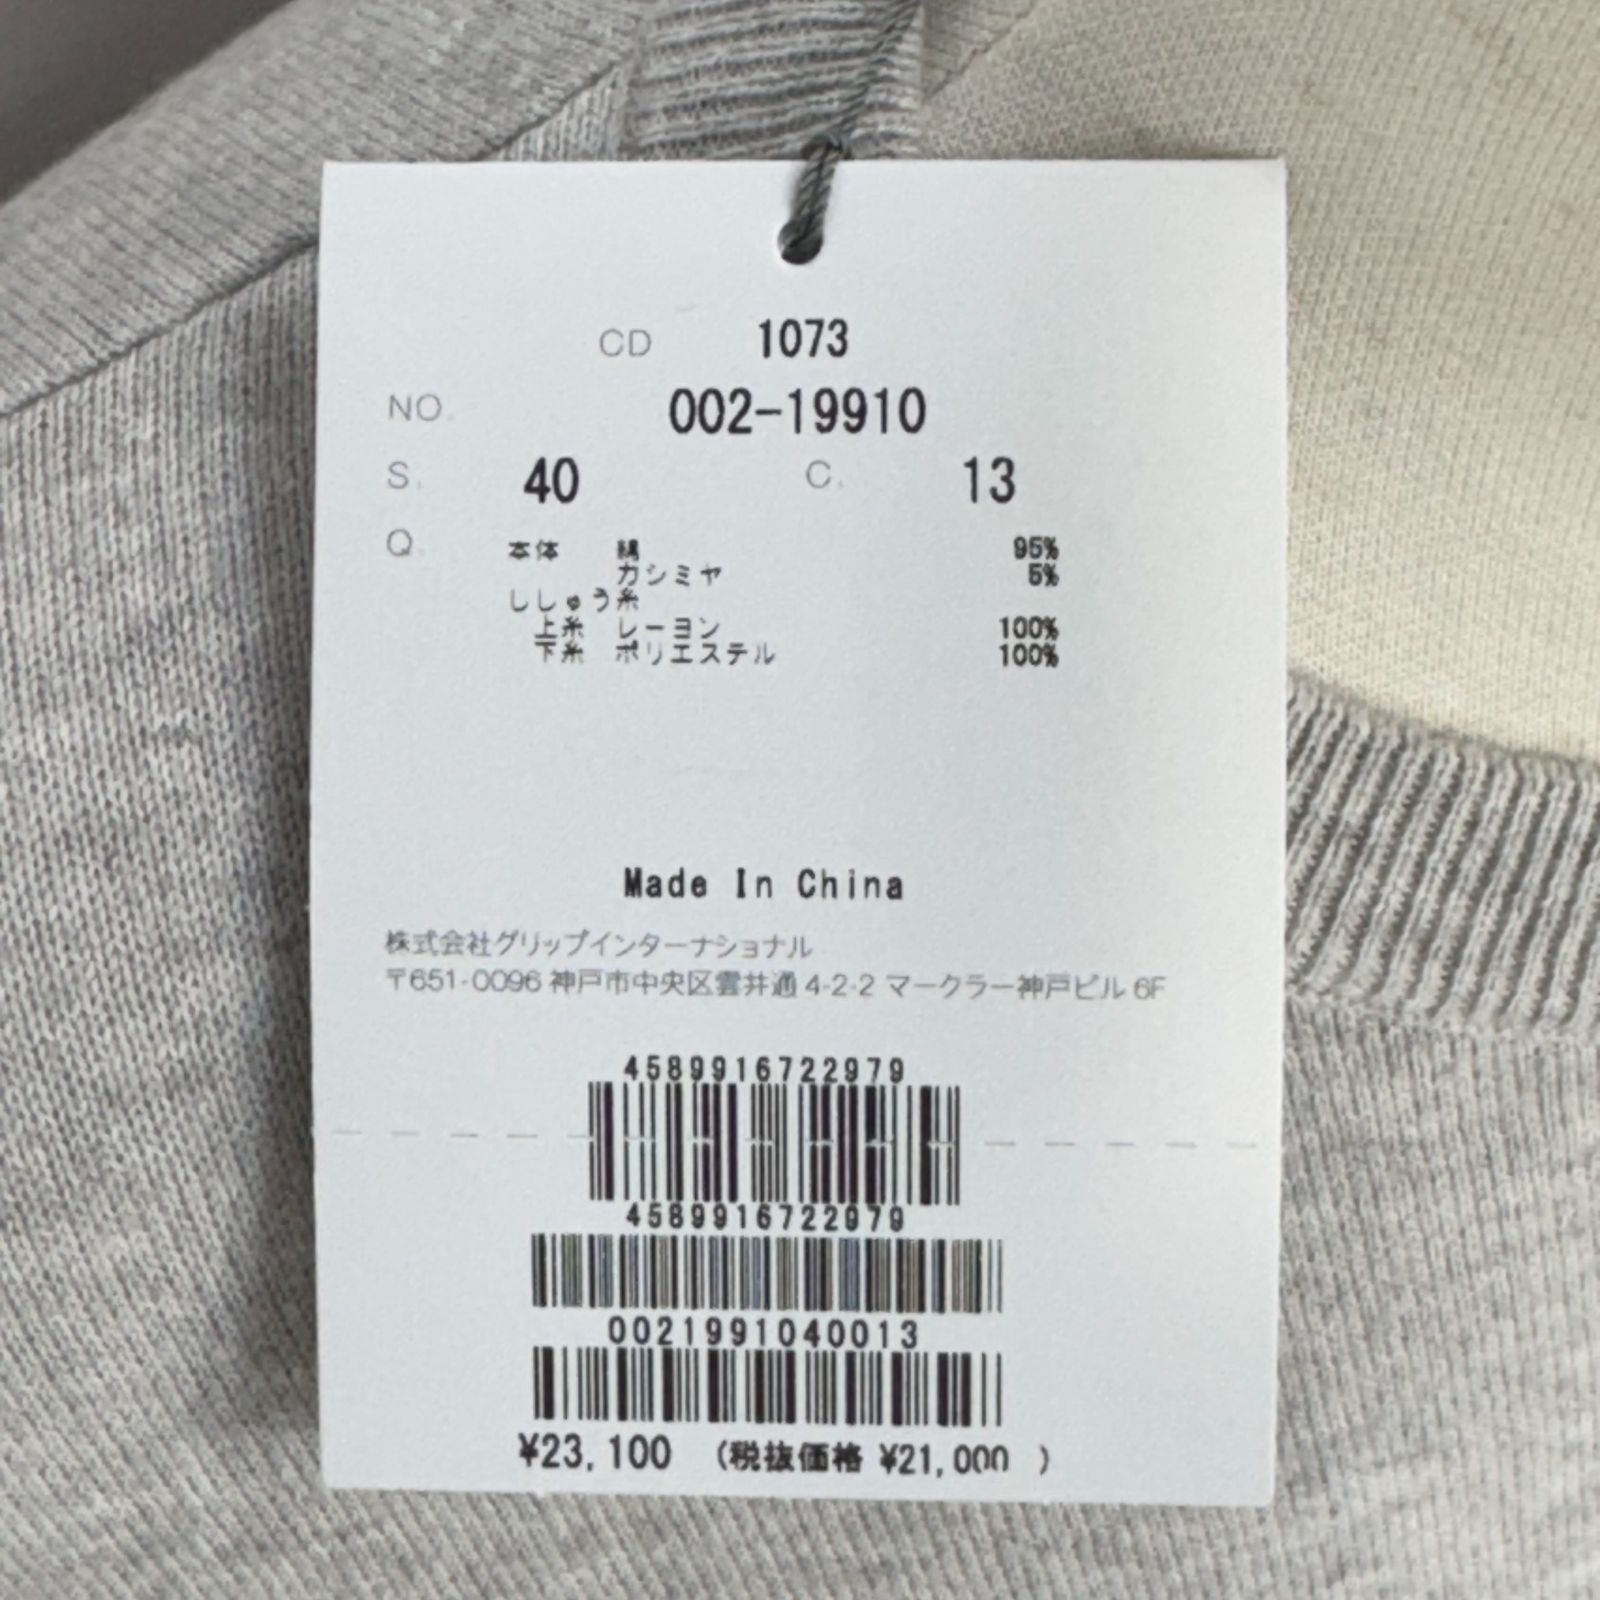 CD 1073
NO. 002-19910
S. 40 C. 13
Q. 本体 綿 95%
カシミヤ 5%
ししゅう糸
上糸 レーヨン 100%
下糸 ポリエステル 100%
Made In China
株式会社グリップインターナショナル
〒651-0096 神戸市中央区雲井通 4-2-2 マークラー神戸ビル 6F
4589916722979
4589916722979
0021991040013
¥23,100 (税抜価格 ¥21,000 )